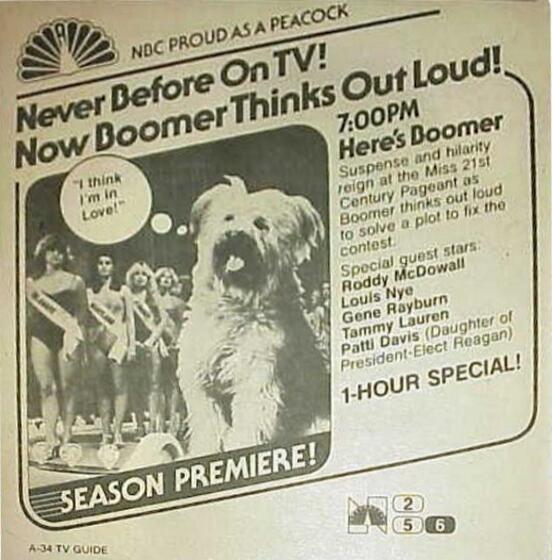 NBC PROUD AS A PEACOCK
Never Before On TV!
Now Boomer Thinks Out Loud!
"I think
I'm in
Love!"
7:00PM
Here's Boomer
Suspense and hilarity
reign at the Miss 21st
Century Pageant as
Boomer thinks out loud
to solve a plot to fix the
contest.
Special guest stars:
Roddy McDowall
Louis Nye
Gene Rayburn
Tammy Lauren
Patti Davis (Daughter of
President-Elect Reagan)
1-HOUR SPECIAL!
SEASON PREMIERE!
2
5 6
A-34 TV GUIDE